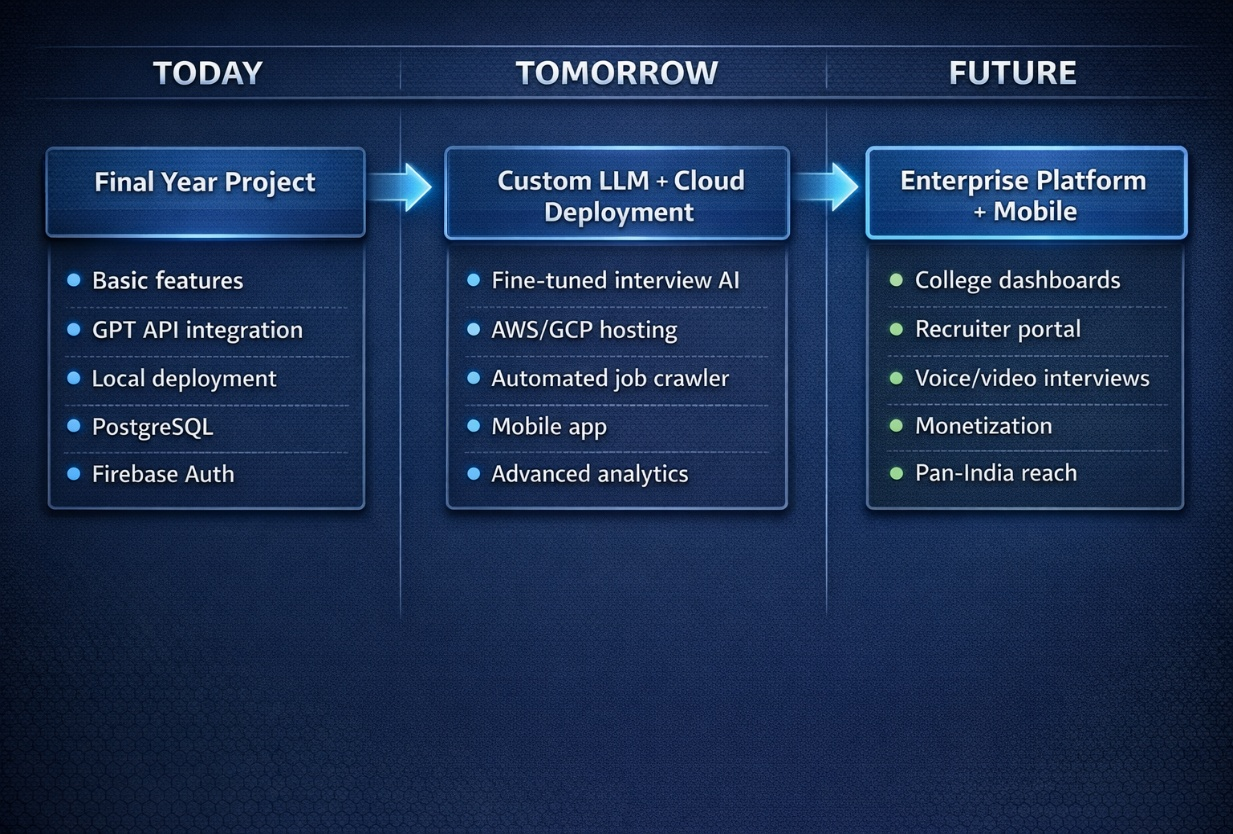 TODAY
TOMORROW
FUTURE
Final Year Project
Basic features
GPT API integration
Local deployment
PostgreSQL
Firebase Auth
Custom LLM + Cloud
Deployment
Fine-tuned interview AI
AWS/GCP hosting
Automated job crawler
Mobile app
Advanced analytics
Enterprise Platform
+ Mobile
College dashboards
Recruiter portal
Voice/video interviews
Monetization
Pan-India reach